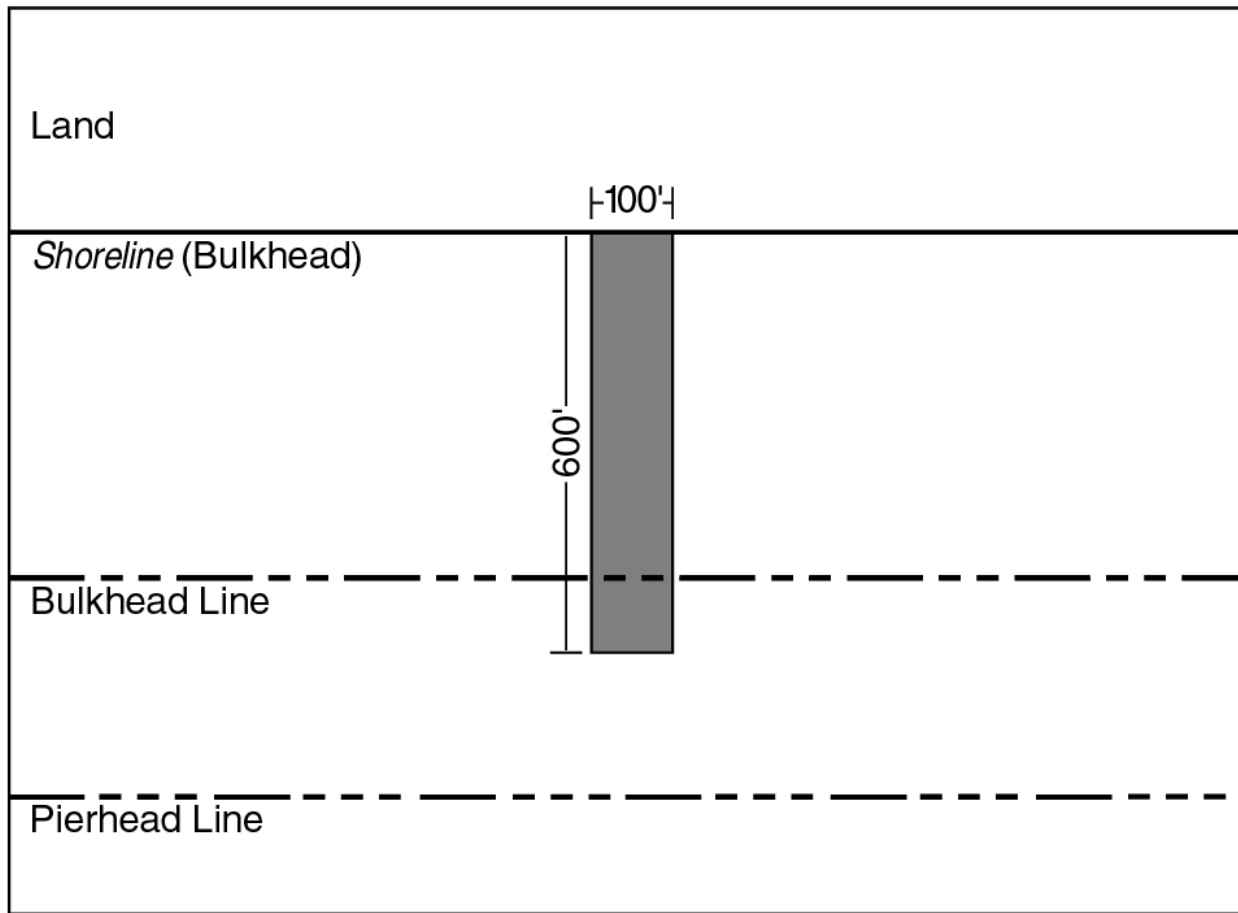 Land
100'
Shoreline (Bulkhead)
600'
Bulkhead Line
Pierhead Line